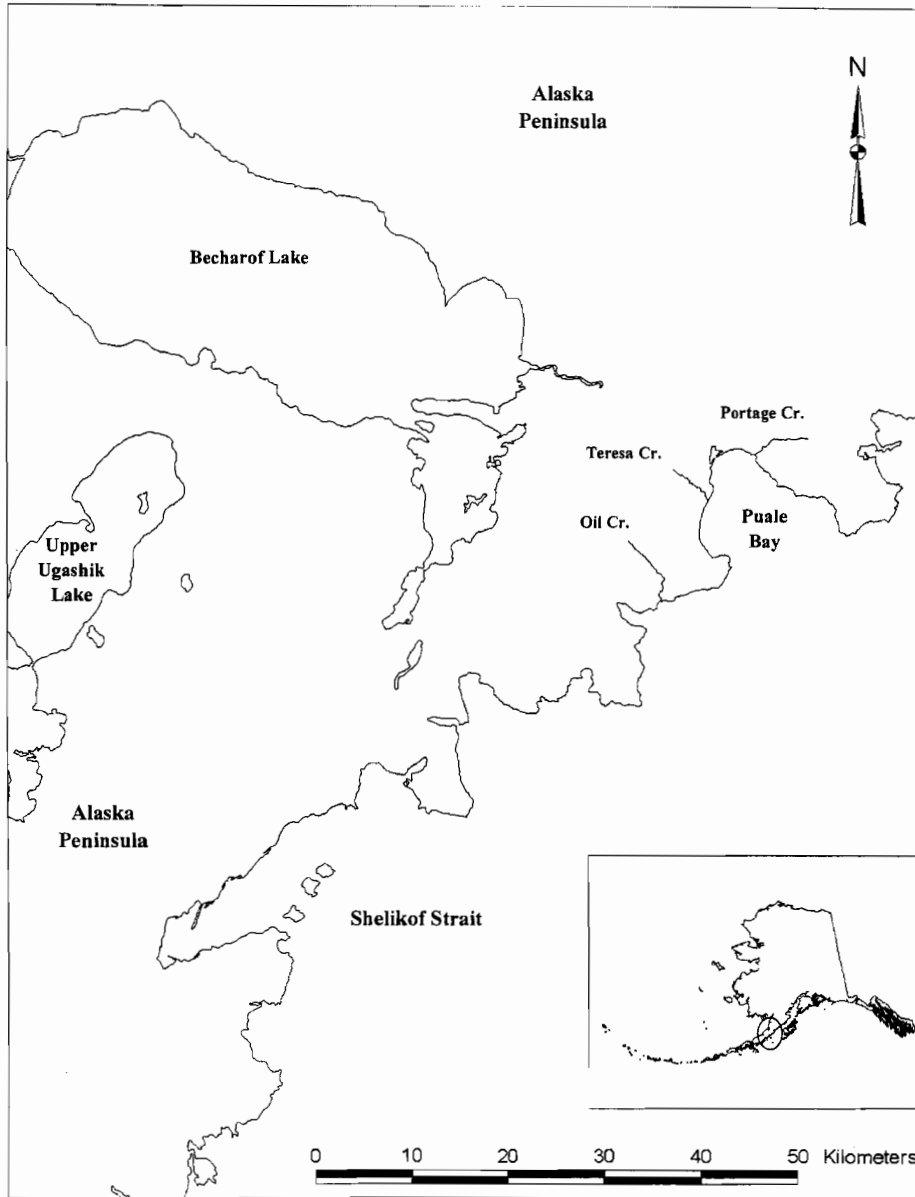 Alaska
Peninsula
N
Becharof Lake
Portage Cr.
Teresa Cr.
Oil Cr.
Puale
Bay
Upper
Ugashik
Lake
Alaska
Peninsula
Shelikof Strait
0 10 20 30 40 50 Kilometers